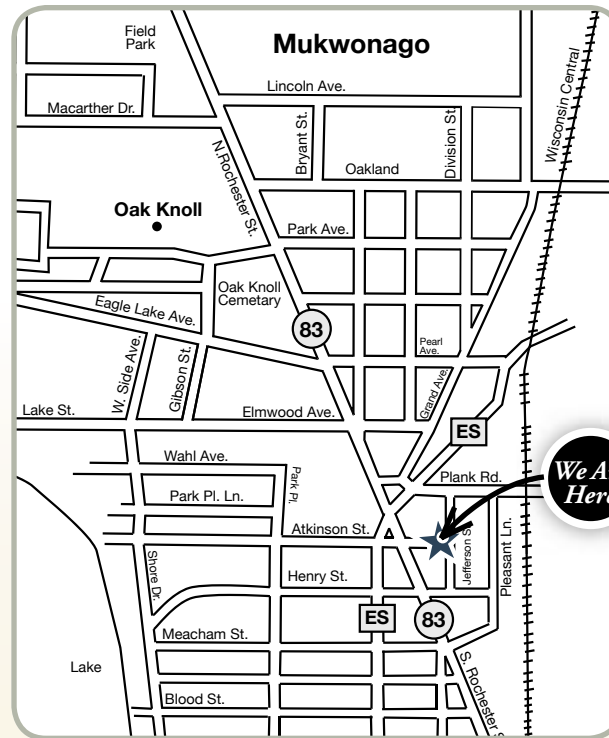 Field
Park
Mukwonago
Lincoln Ave.
Macarther Dr.
Bryant St.
Division St.
Wisconsin Central
N.Rochester St.
Oakland
Oak Knoll
Park Ave.
Oak Knoll
Cemetary
Eagle Lake Ave.
83
Pearl
Ave.
W. Side Ave.
Gibson St.
Grand Ave.
Lake St.
Elmwood Ave.
ES
Wahl Ave.
Park Pl.
Plank Rd.
We A
Her
Park Pl. Ln.
Atkinson St.
Jefferson S
Pleasant Ln.
Shore Dr.
Henry St.
ES
83
Meacham St.
Lake
S. Rochester S
Blood St.